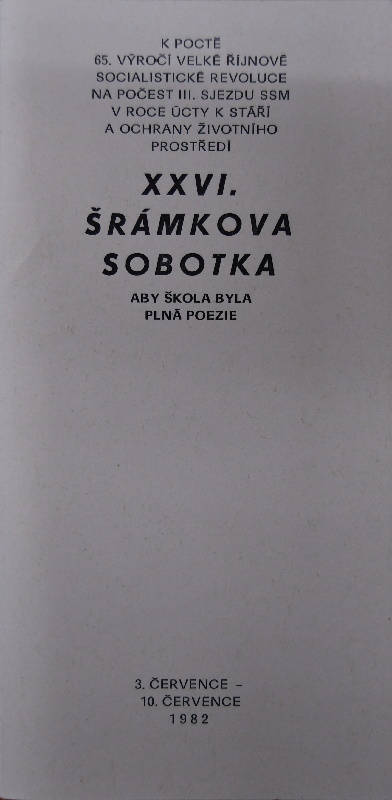 K POCTĚ
65. VÝROČÍ VELKÉ ŘÍJNOVÉ
SOCIALISTICKÉ REVOLUCE
NA POČEST III. SJEZDU SSM
V ROCE ÚCTY K STÁŘÍ
A OCHRANY ŽIVOTNÍHO
PROSTŘEDÍ
XXVI.
ŠRÁMKOVA
SOBOTKA
ABY ŠKOLA BYLA
PLNÁ POEZIE
3. ČERVENCE –
10. ČERVENCE
1982